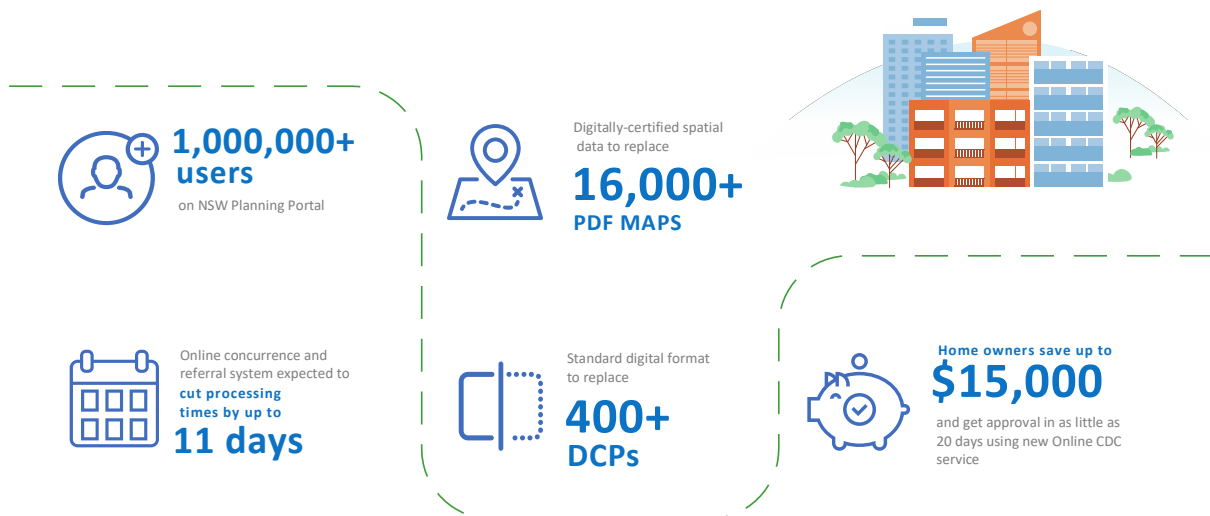 1,000,000+
users
on NSW Planning Portal
Online concurrence and
referral system expected to
cut processing
times by up to
11 days
Digitally-certified spatial
data to replace
16,000+
PDF MAPS
Standard digital format
to replace
400+
DCPs
Home owners save up to
$15,000
and get approval in as little as
20 days using new Online CDC
service